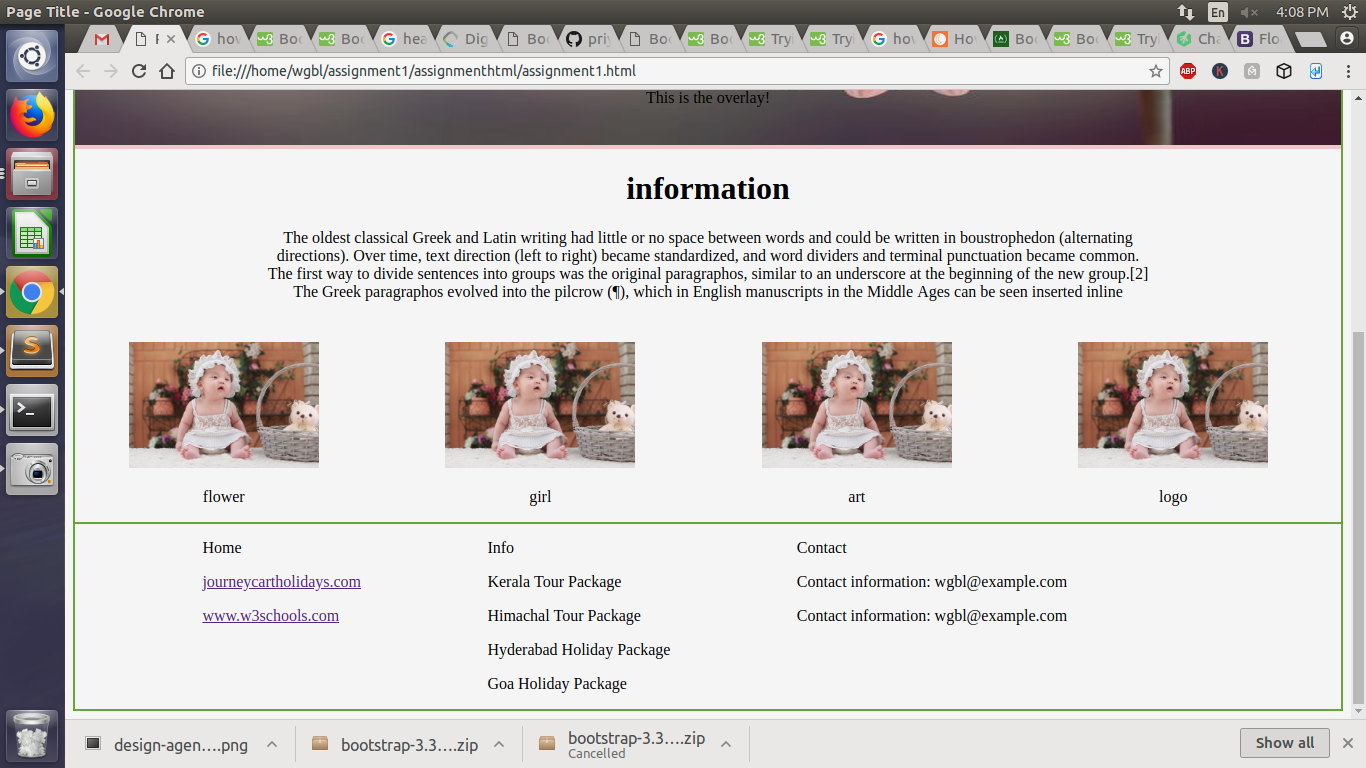 Page Title - Google Chrome
En
4:08 PM
P
hov
Boo
Boo
hea
Dig
Boo
priy
Boo
Boo
Tryi
Tryi
hov
Ho
Boo
Boo
Tryi
Cha
Flo
file:///home/wgbl/assignment1/assignmenthtml/assignment1.html
ABP
K
This is the overlay!
information
The oldest classical Greek and Latin writing had little or no space between words and could be written in boustrophedon (alternating
directions). Over time, text direction (left to right) became standardized, and word dividers and terminal punctuation became common.
The first way to divide sentences into groups was the original paragraphos, similar to an underscore at the beginning of the new group.[2]
The Greek paragraphos evolved into the pilcrow (¶), which in English manuscripts in the Middle Ages can be seen inserted inline
flower girl art logo
Home Info Contact
journeycartholidays.com Kerala Tour Package Contact information: wgbl@example.com
www.w3schools.com Himachal Tour Package Contact information: wgbl@example.com
Hyderabad Holiday Package
Goa Holiday Package
design-agen....png
bootstrap-3.3....zip
bootstrap-3.3....zip
Cancelled
Show all